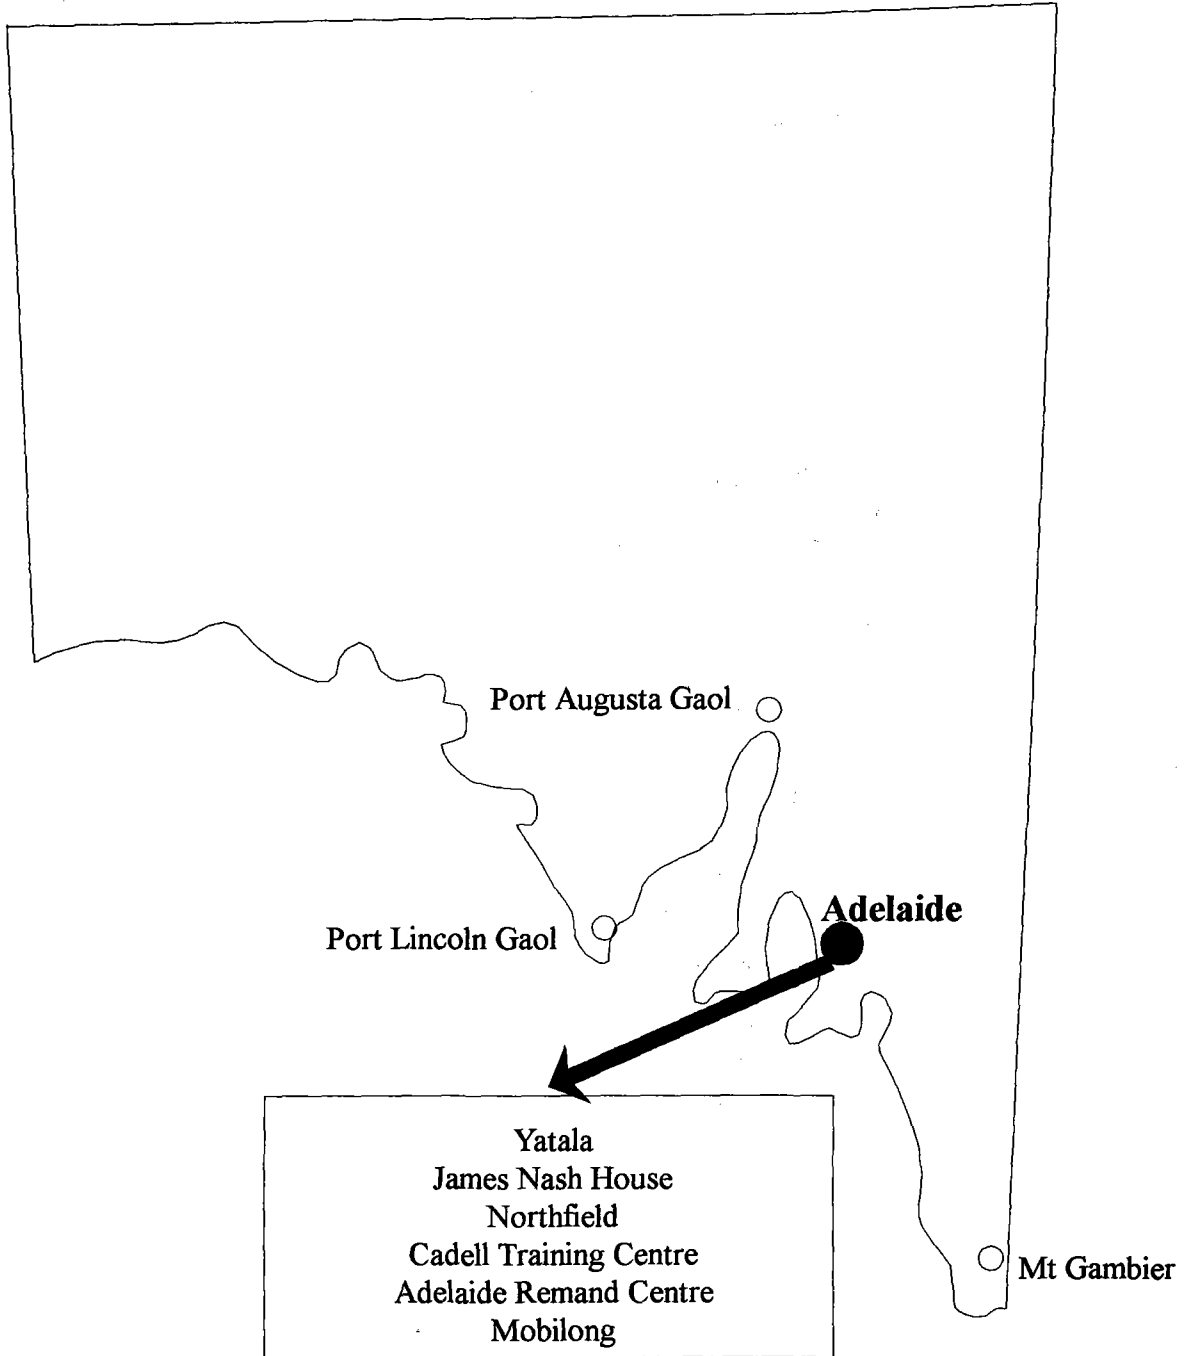 Port Augusta Gaol
Adelaide
Port Lincoln Gaol
Yatala
James Nash House
Northfield
Cadell Training Centre
Adelaide Remand Centre
Mobilong
Mt Gambier